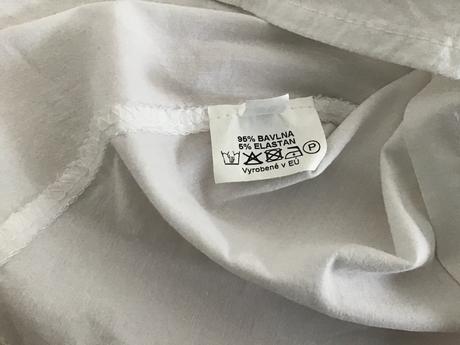 95% BAVLNA
5% ELASTAN
P
Vyrobené v EÚ